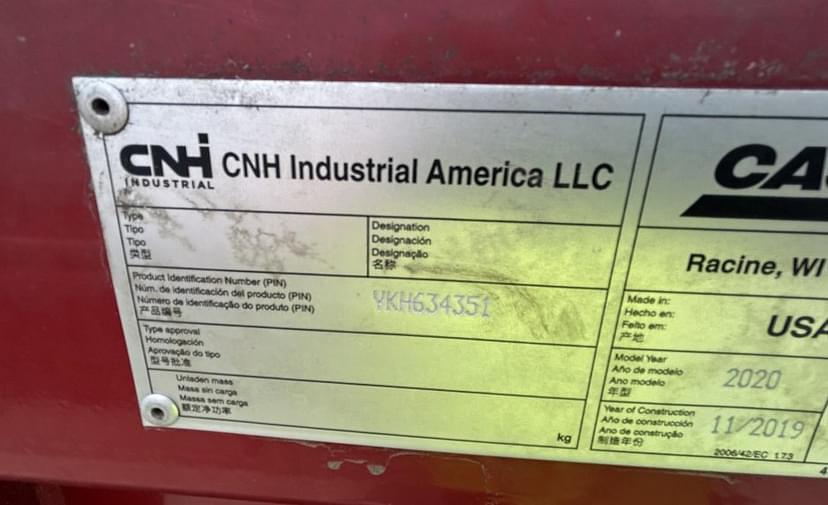 CNH
INDUSTRIAL
CNH Industrial America LLC
Type
Tipo
Tipo
类型
Designation
Designación
Designação
名称
Product Identification Number (PIN)
Núm. de identificación del producto (PIN)
Número de identificação do produto (PIN)
产品编号
YKH634351
Type approval
Homologación
Aprovação do tipo
型号批准
Unladen mass
Masa sin carga
Massa sem carga
额定净功率
kg
CA
Racine, WI
Made in:
Hecho en:
Feito em:
产地
USA
Model Year
Año de modelo
Ano modelo
年型
2020
Year of Construction
Año de construcción
Ano de construção
制造年份
11/2019
2006/42/EC 1.7.3
4